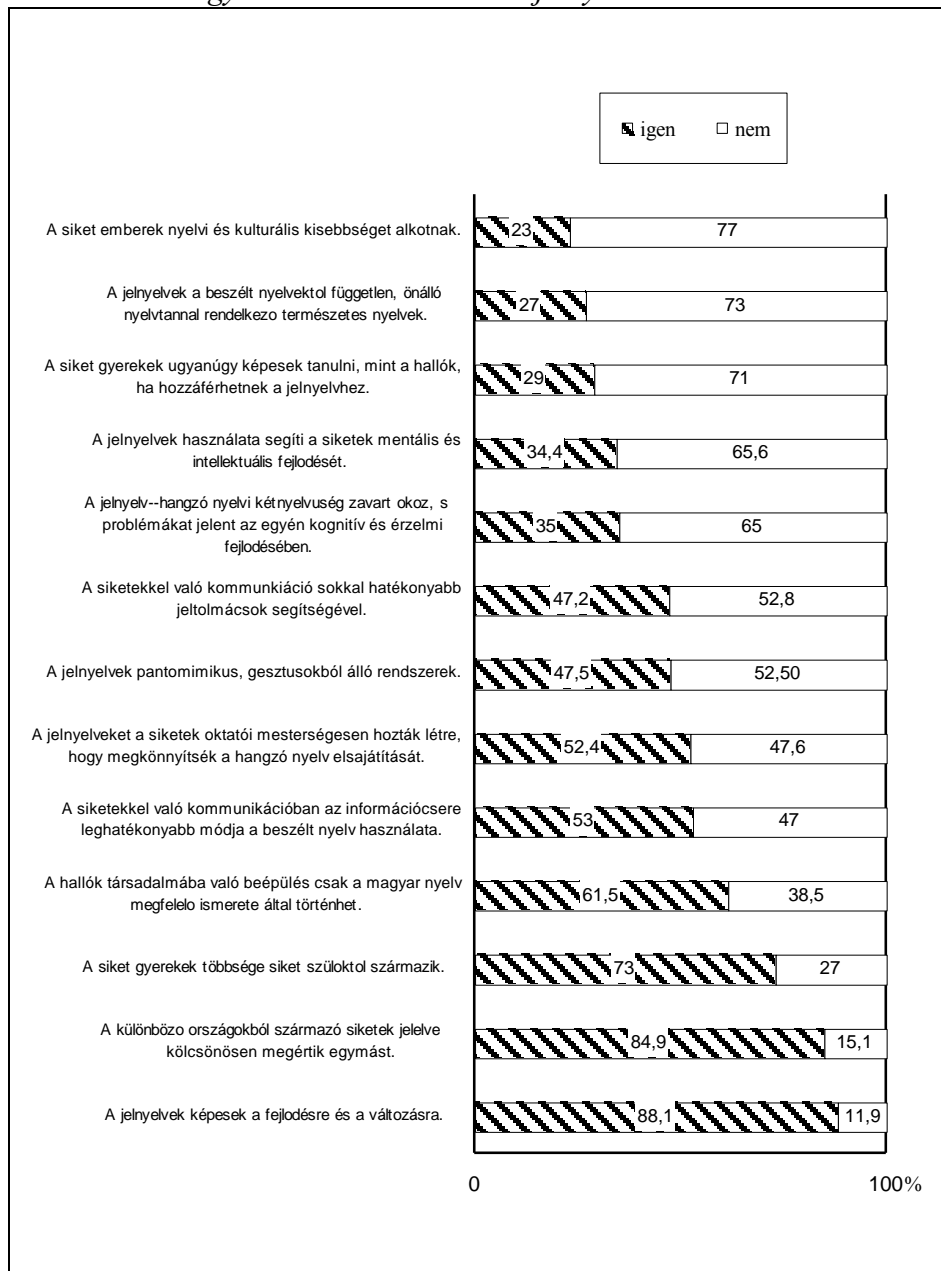 igen nem
A siket emberek nyelvi és kulturális kisebbséget alkotnak.
23 77
A jelnyelvek a beszélt nyelvektol független, önálló
nyelvtannal rendelkezo természetes nyelvek.
27 73
A siket gyerekek ugyanúgy képesek tanulni, mint a hallók,
ha hozzáférhetnek a jelnyelvhez.
29 71
A jelnyelvek használata segíti a siketek mentális és
intellektuális fejlodését.
34,4 65,6
A jelnyelv--hangzó nyelvi kétnyelvuség zavart okoz, s
problémákat jelent az egyén kognitív és érzelmi
fejlodésében.
35 65
A siketekkel való kommunkiáció sokkal hatékonyabb
jeltolmácsok segítségével.
47,2 52,8
A jelnyelvek pantomimikus, gesztusokból álló rendszerek.
47,5 52,50
A jelnyelveket a siketek oktatói mesterségesen hozták létre,
hogy megkönnyítsék a hangzó nyelv elsajátítását.
52,4 47,6
A siketekkel való kommunikációban az információcsere
leghatékonyabb módja a beszélt nyelv használata.
53 47
A hallók társadalmába való beépülés csak a magyar nyelv
megfelelo ismerete által történhet.
61,5 38,5
A siket gyerekek többsége siket szüloktol származik.
73 27
A különbözo országokból származó siketek jelelve
kölcsönösen megértik egymást.
84,9 15,1
A jelnyelvek képesek a fejlodésre és a változásra.
88,1 11,9
0 100%